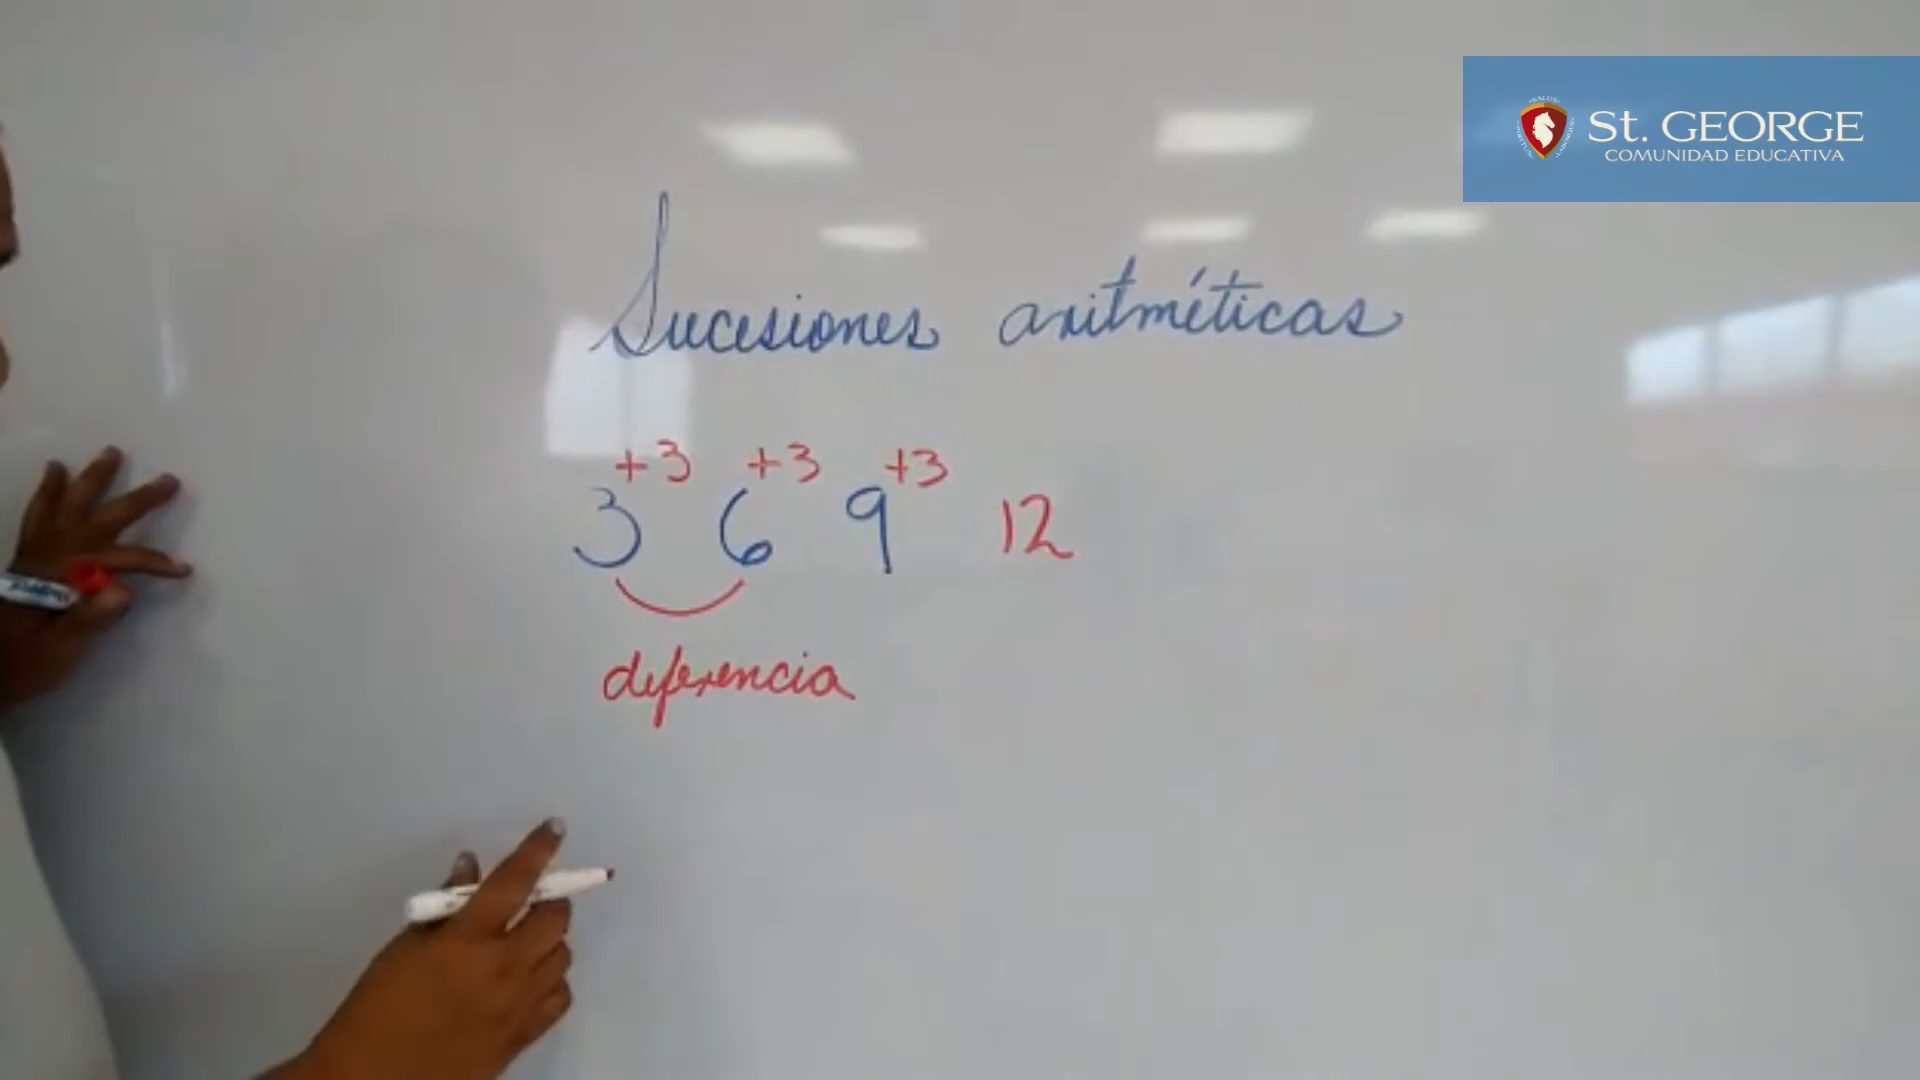 St. GEORGE
COMUNIDAD EDUCATIVA
Sucesiones aritméticas
+3 +3 +3
3 6 9 12
diferencia